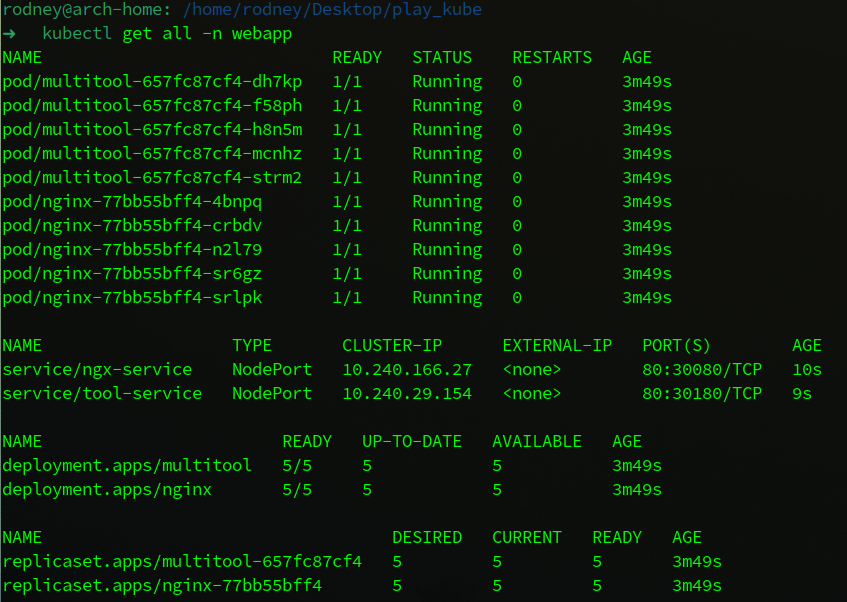 rodney@arch-home: /home/rodney/Desktop/play_kube
➜  kubectl get all -n webapp
NAME                             READY   STATUS    RESTARTS   AGE
pod/multitool-657fc87cf4-dh7kp   1/1     Running   0          3m49s
pod/multitool-657fc87cf4-f58ph   1/1     Running   0          3m49s
pod/multitool-657fc87cf4-h8n5m   1/1     Running   0          3m49s
pod/multitool-657fc87cf4-mcnhz   1/1     Running   0          3m49s
pod/multitool-657fc87cf4-strm2   1/1     Running   0          3m49s
pod/nginx-77bb55bff4-4bnpq       1/1     Running   0          3m49s
pod/nginx-77bb55bff4-crbdv       1/1     Running   0          3m49s
pod/nginx-77bb55bff4-n2l79       1/1     Running   0          3m49s
pod/nginx-77bb55bff4-sr6gz       1/1     Running   0          3m49s
pod/nginx-77bb55bff4-srlpk       1/1     Running   0          3m49s

NAME                   TYPE       CLUSTER-IP      EXTERNAL-IP   PORT(S)        AGE
service/ngx-service    NodePort   10.240.166.27   <none>        80:30080/TCP   10s
service/tool-service   NodePort   10.240.29.154   <none>        80:30180/TCP   9s

NAME                        READY   UP-TO-DATE   AVAILABLE   AGE
deployment.apps/multitool   5/5     5            5           3m49s
deployment.apps/nginx       5/5     5            5           3m49s

NAME                                   DESIRED   CURRENT   READY   AGE
replicaset.apps/multitool-657fc87cf4   5         5         5       3m49s
replicaset.apps/nginx-77bb55bff4       5         5         5       3m49s